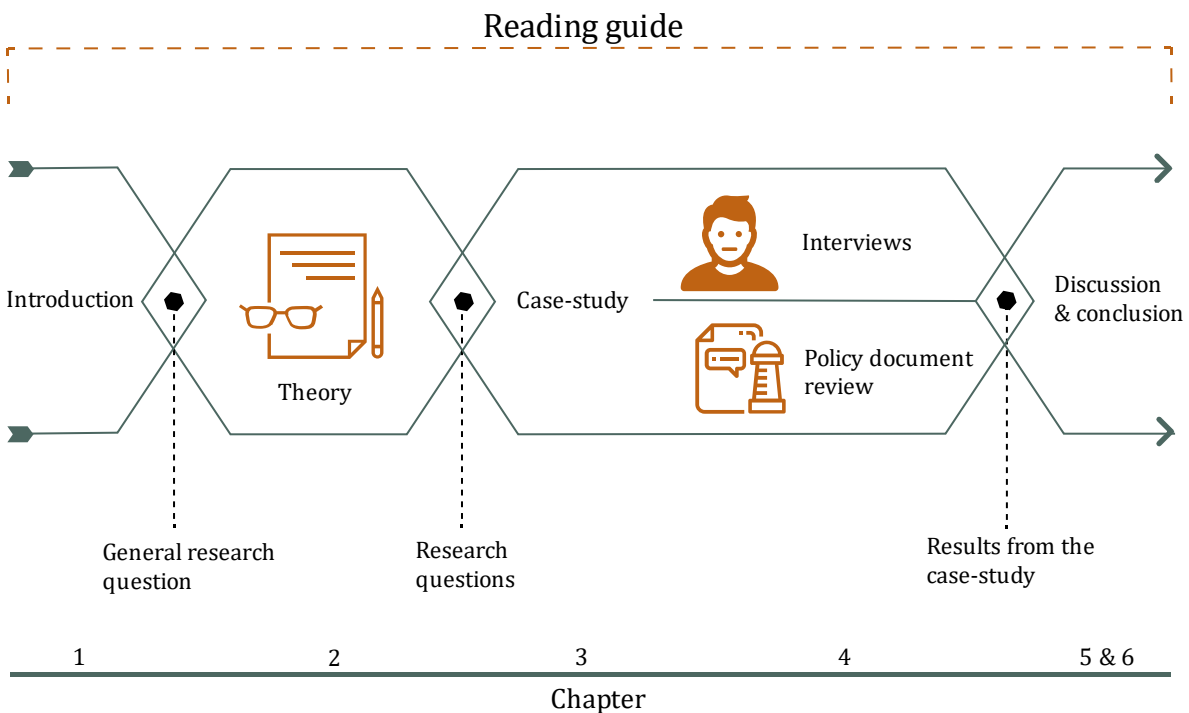 Reading guide
Introduction
Theory
Case-study
Interviews
Policy document
review
Discussion
& conclusion
General research
question
Research
questions
Results from the
case-study
1
2
3
4
5 & 6
Chapter